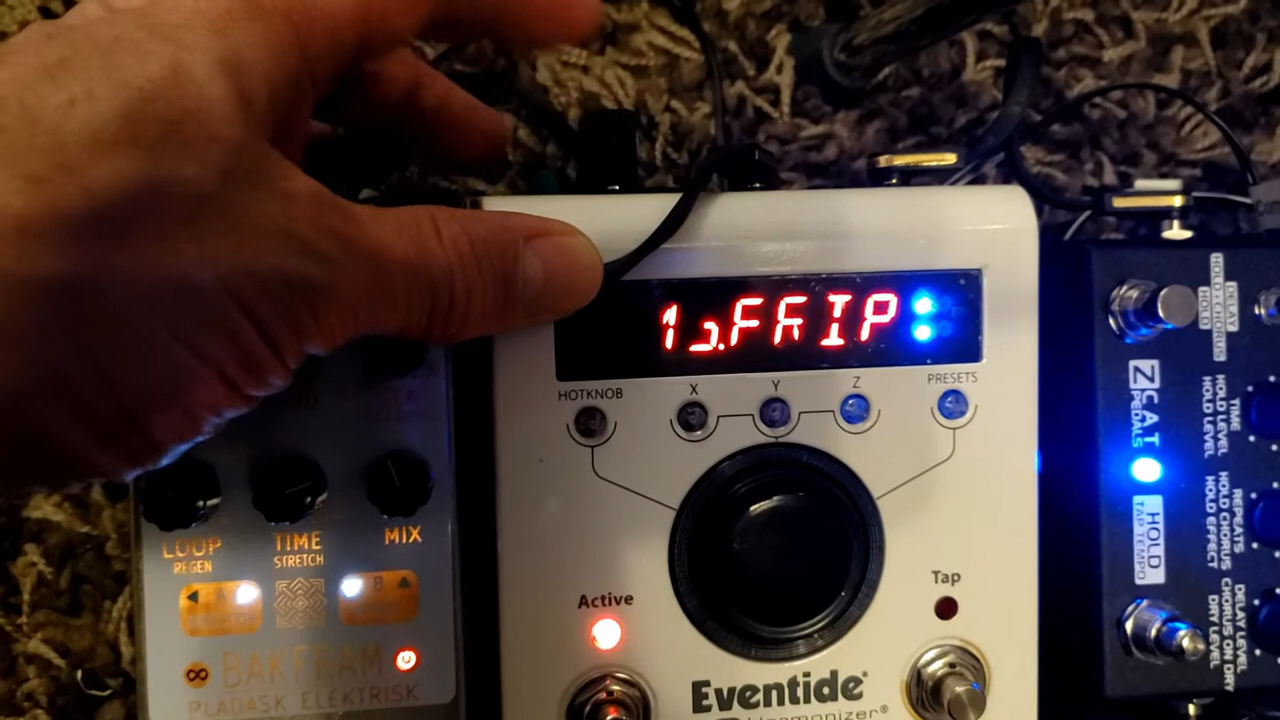 HOTKNOB
X
Y
Z
PRESETS
Active
Tap
Eventide®
Harmonizer®
LOOP
REGEN
TIME
STRETCH
MIX
B
BAKFRAM
PLADASK ELEKTRISK
ZCAT
PEDALS
HOLD
TAP TEMPO
DELAY
HOLD CHORUS
HOLD
TIME
HOLD LEVEL
HOLD LEVEL
REPEATS
HOLD CHORUS
HOLD EFFECT
DELAY LEVEL
CHORUS ON DRY
DRY LEVEL